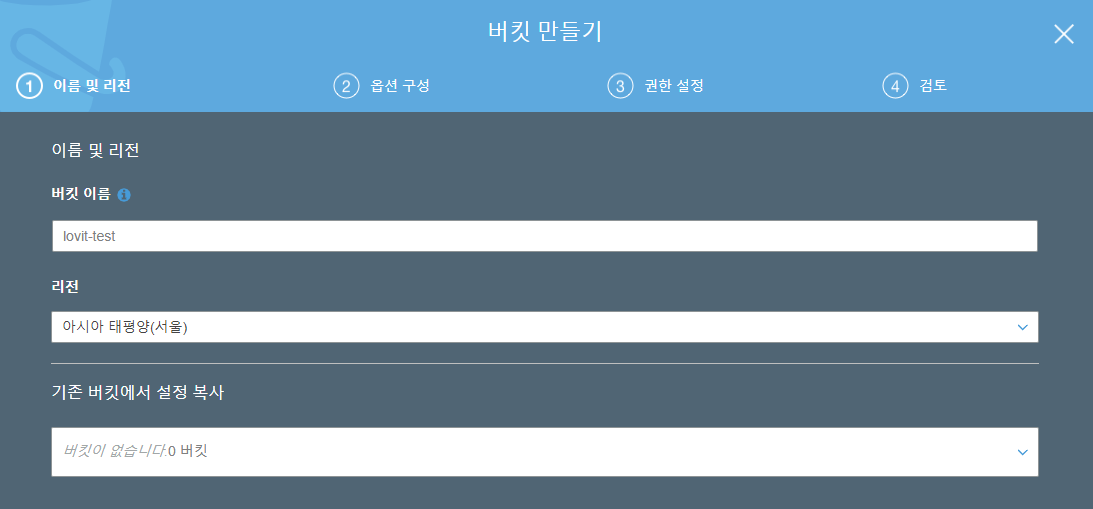 버킷 만들기
1 이름 및 리전
2 옵션 구성
3 권한 설정
4 검토
이름 및 리전
버킷 이름
lovit-test
리전
아시아 태평양(서울)
기존 버킷에서 설정 복사
버킷이 없습니다.0 버킷